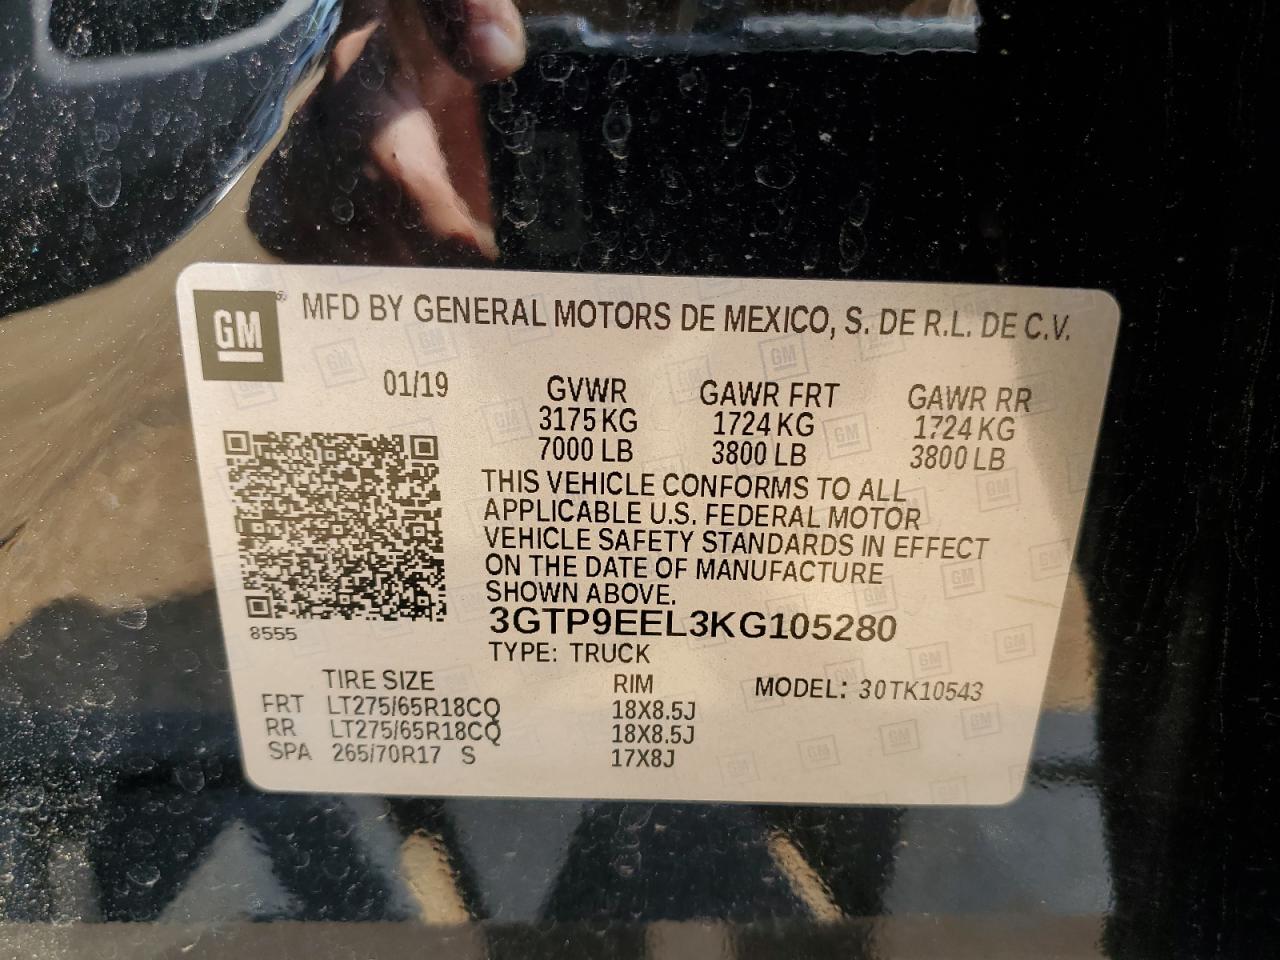 GM® MFD BY GENERAL MOTORS DE MEXICO, S. DE R.L. DE C.V.
01/19 GVWR GAWR FRT GAWR RR
3175 KG 1724 KG 1724 KG
7000 LB 3800 LB 3800 LB
THIS VEHICLE CONFORMS TO ALL
APPLICABLE U.S. FEDERAL MOTOR
VEHICLE SAFETY STANDARDS IN EFFECT
ON THE DATE OF MANUFACTURE
SHOWN ABOVE.
3GTP9EEL3KG105280
8555
TYPE: TRUCK
TIRE SIZE RIM MODEL: 30TK10543
FRT LT275/65R18CQ 18X8.5J
RR LT275/65R18CQ 18X8.5J
SPA 265/70R17 S 17X8J